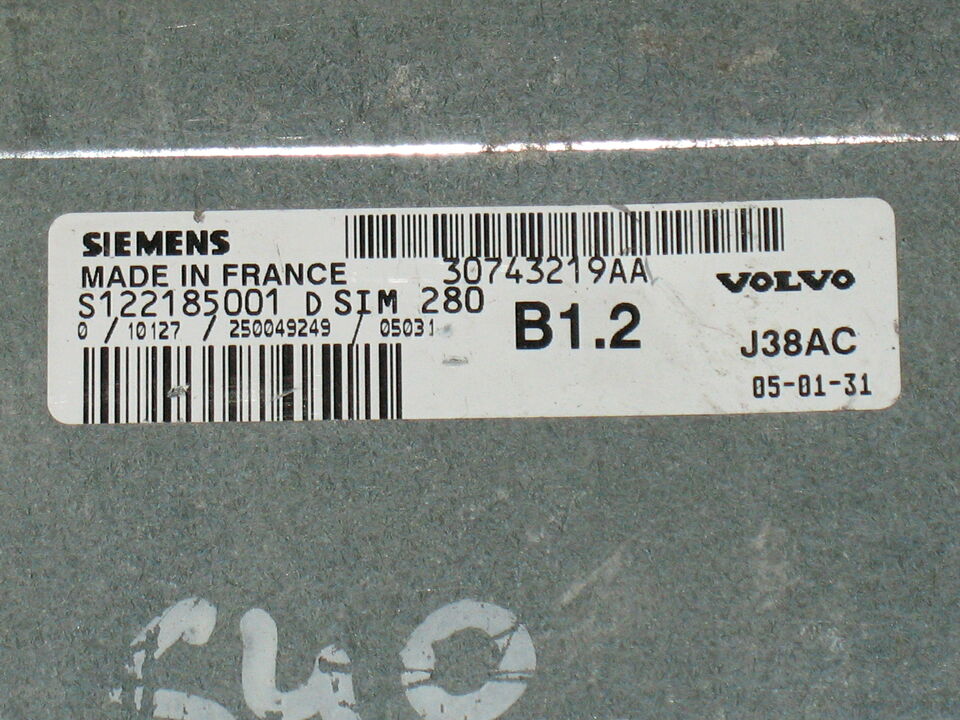 SIEMENS
MADE IN FRANCE 30743219AA
VOLVO
S122185001 D SIM 280
B1.2
0 / 10127 / 250049249 / 05031
J38AC
05-01-31
S40